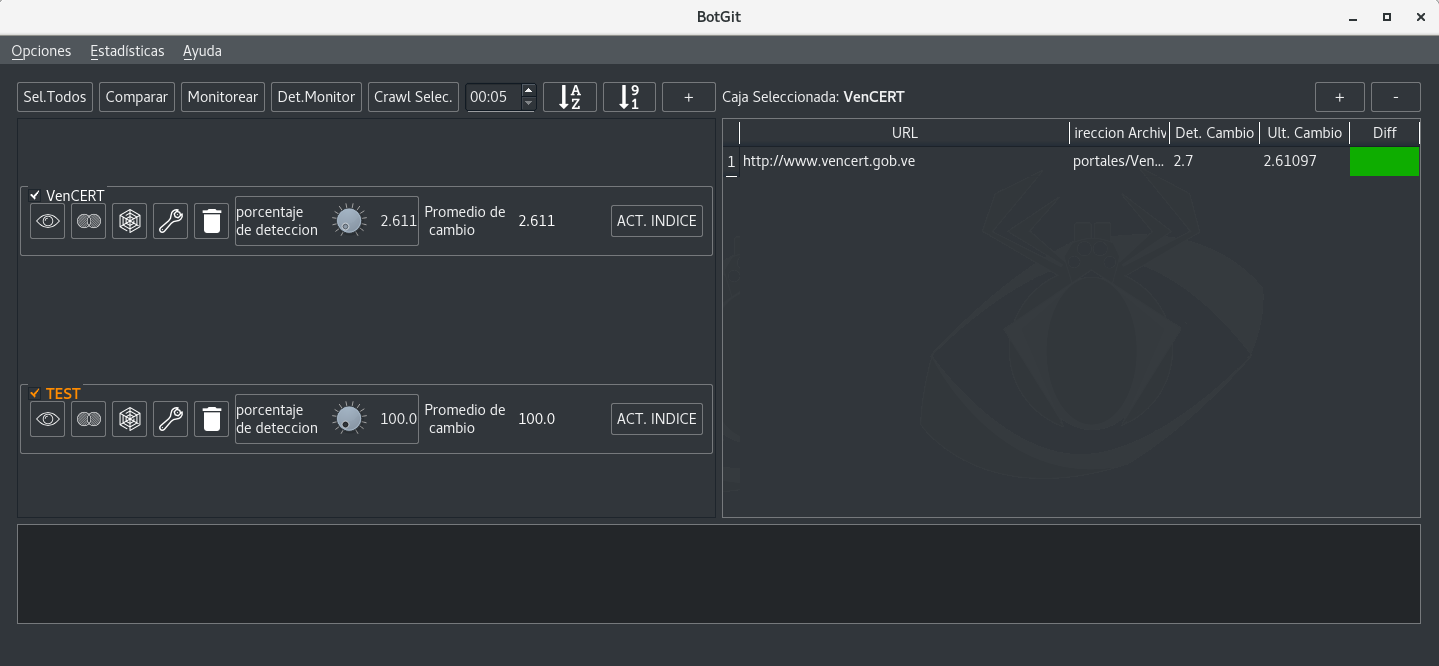 BotGit
Opciones Estadísticas Ayuda
Sel.Todos Comparar Monitorear Det.Monitor Crawl Selec. 00:05 A Z 9 1 + Caja Seleccionada: VenCERT + -
URL ireccion Archiv Det. Cambio Ult. Cambio Diff
1 http://www.vencert.gob.ve portales/Ven... 2.7 2.61097
VenCERT
porcentaje
de deteccion
2.611
Promedio de
cambio
2.611
ACT. INDICE
TEST
porcentaje
de deteccion
100.0
Promedio de
cambio
100.0
ACT. INDICE